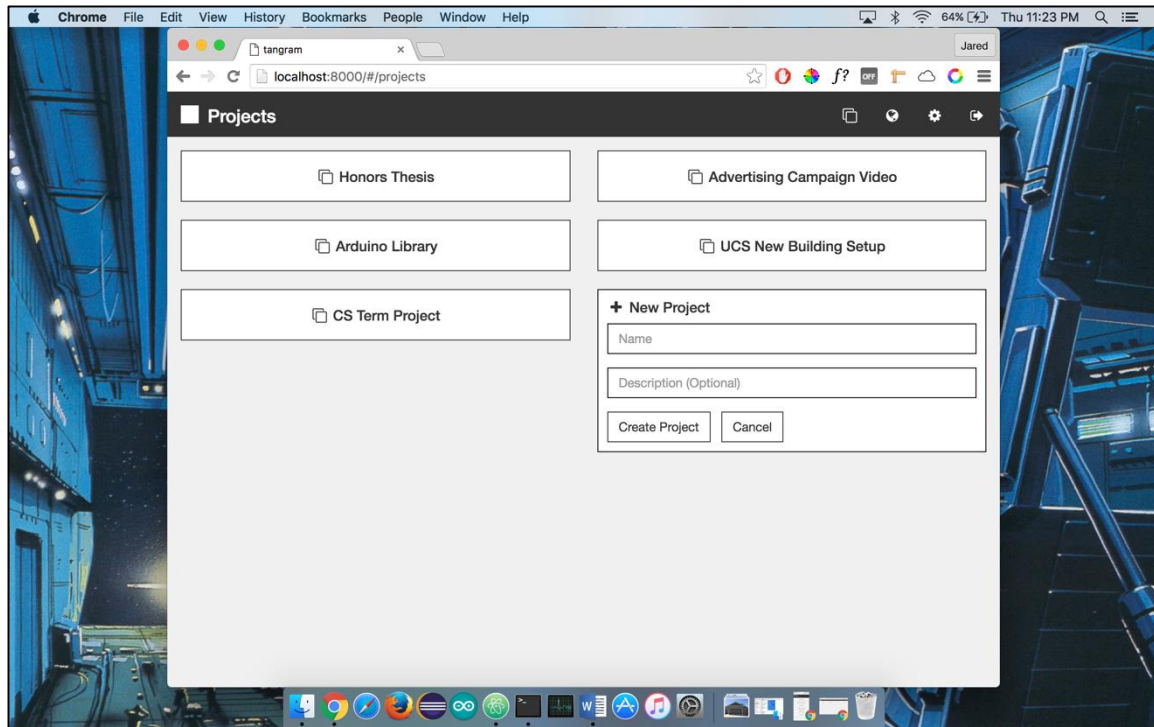 Chrome File Edit View History Bookmarks People Window Help 64% Thu 11:23 PM
tangram Jared
localhost:8000/#/projects f? OFF
Projects
Honors Thesis
Advertising Campaign Video
Arduino Library
UCS New Building Setup
CS Term Project
New Project
Name
Description (Optional)
Create Project Cancel